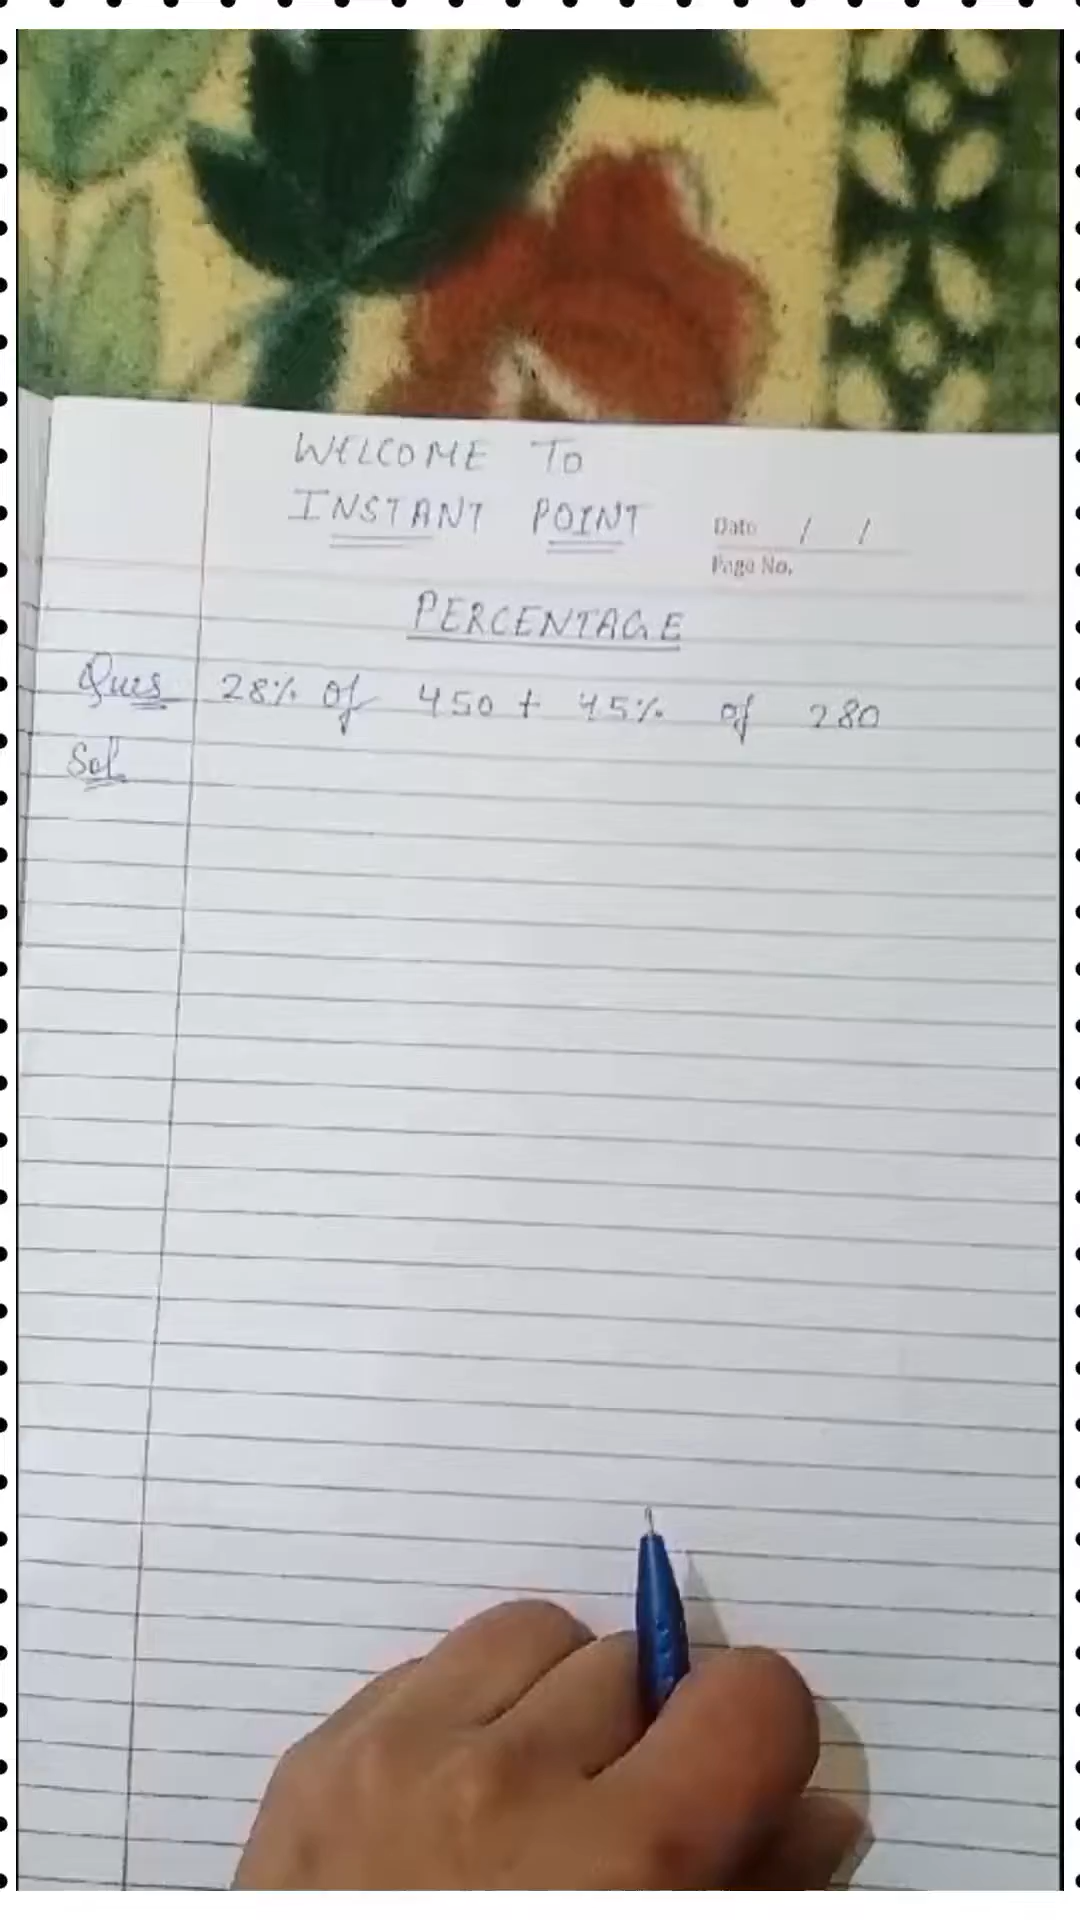 WELCOME TO
INSTANT POINT
Date / /
Page No.
PERCENTAGE
Ques 28% of 450 + 45% of 280
Sol